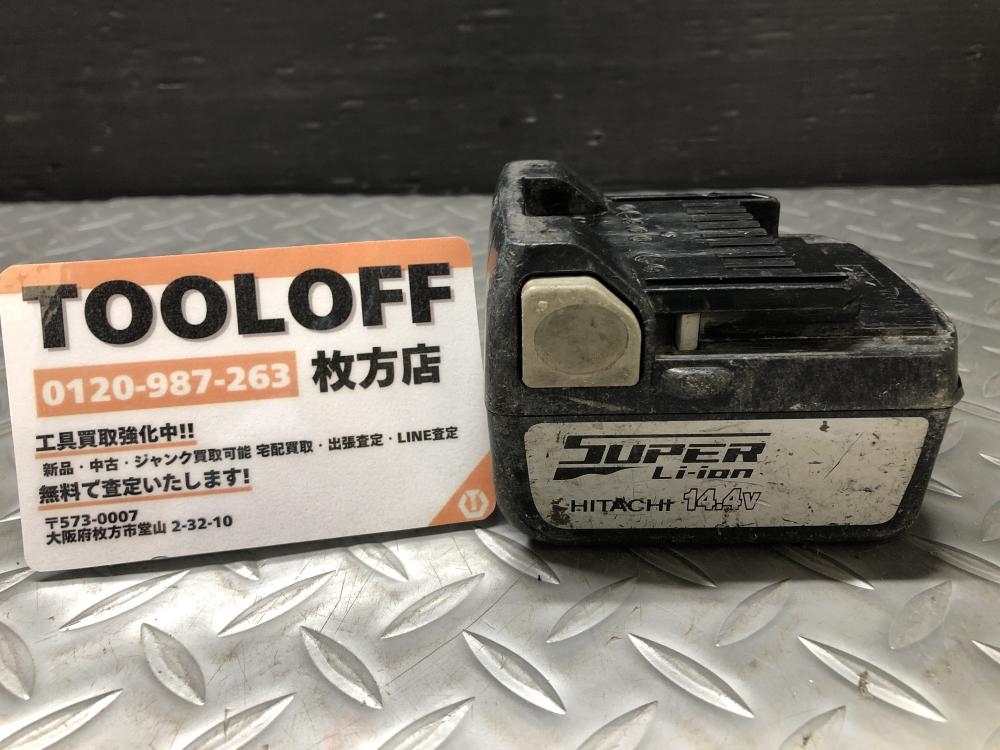 TOOLOFF
0120-987-263 枚方店
工具買取強化中!!
新品・中古・ジャンク買取可能 宅配買取・出張査定・LINE査定
無料で査定いたします!
〒573-0007
大阪府枚方市堂山 2-32-10
SUPER
Li-ion
HITACHI 14.4v